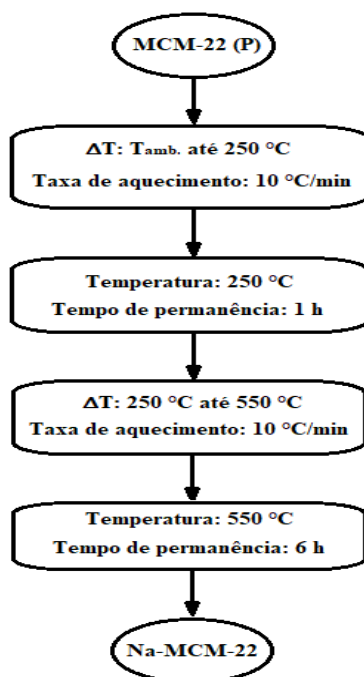 MCM-22 (P)
ΔT: Tamb. até 250 °C
Taxa de aquecimento: 10 °C/min
Temperatura: 250 °C
Tempo de permanência: 1 h
ΔT: 250 °C até 550 °C
Taxa de aquecimento: 10 °C/min
Temperatura: 550 °C
Tempo de permanência: 6 h
Na-MCM-22